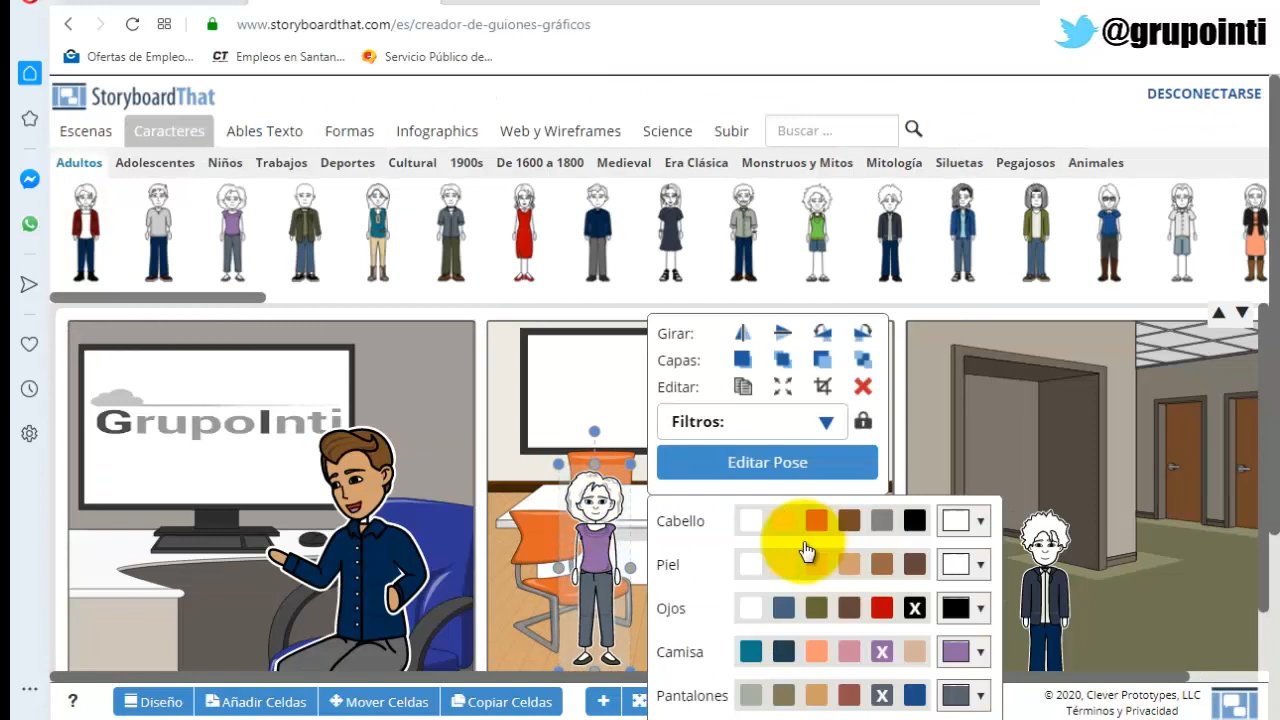 www.storyboardthat.com/es/creador-de-guiones-gráficos
@grupointi
Ofertas de Empleo...
CT Empleos en Santan...
Servicio Público de...
StoryboardThat
DESCONECTARSE
Escenas Caracteres Ables Texto Formas Infographics Web y Wireframes Science Subir Buscar ...
Adultos Adolescentes Niños Trabajos Deportes Cultural 1900s De 1600 a 1800 Medieval Era Clásica Monstruos y Mitos Mitología Siluetas Pegajosos Animales
GrupoInti
Girar:
Capas:
Editar:
Filtros:
Editar Pose
Cabello
Piel
Ojos X
Camisa X
Pantalones X
? Diseño Añadir Celdas Mover Celdas Copiar Celdas
© 2020, Clever Prototypes, LLC
Términos y Privacidad